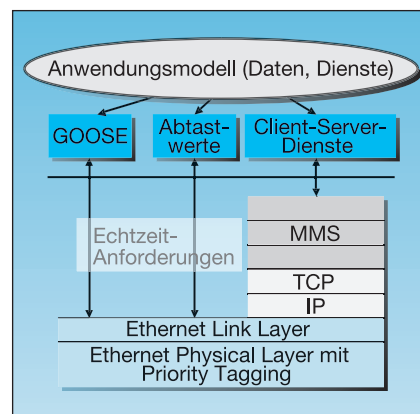 Anwendungsmodell (Daten, Dienste)
GOOSE
Abtast-
werte
Client-Server-
Dienste
Echtzeit-
Anforderungen
MMS
TCP
IP
Ethernet Link Layer
Ethernet Physical Layer mit
Priority Tagging